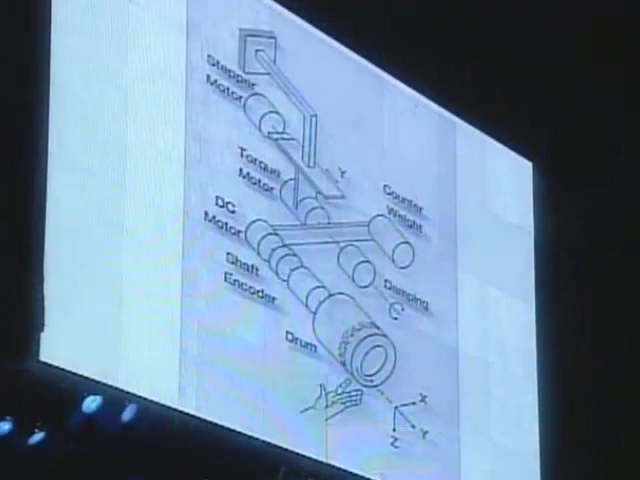 Stepper
Motor
Y
Torque
Motor
Counter
Weight
DC
Motor
Shaft
Encoder
Damping
C
Drum
X
Y
Z